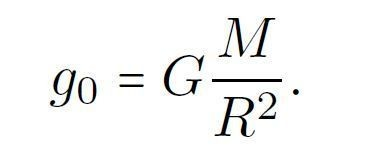 g₀ = G M/R².